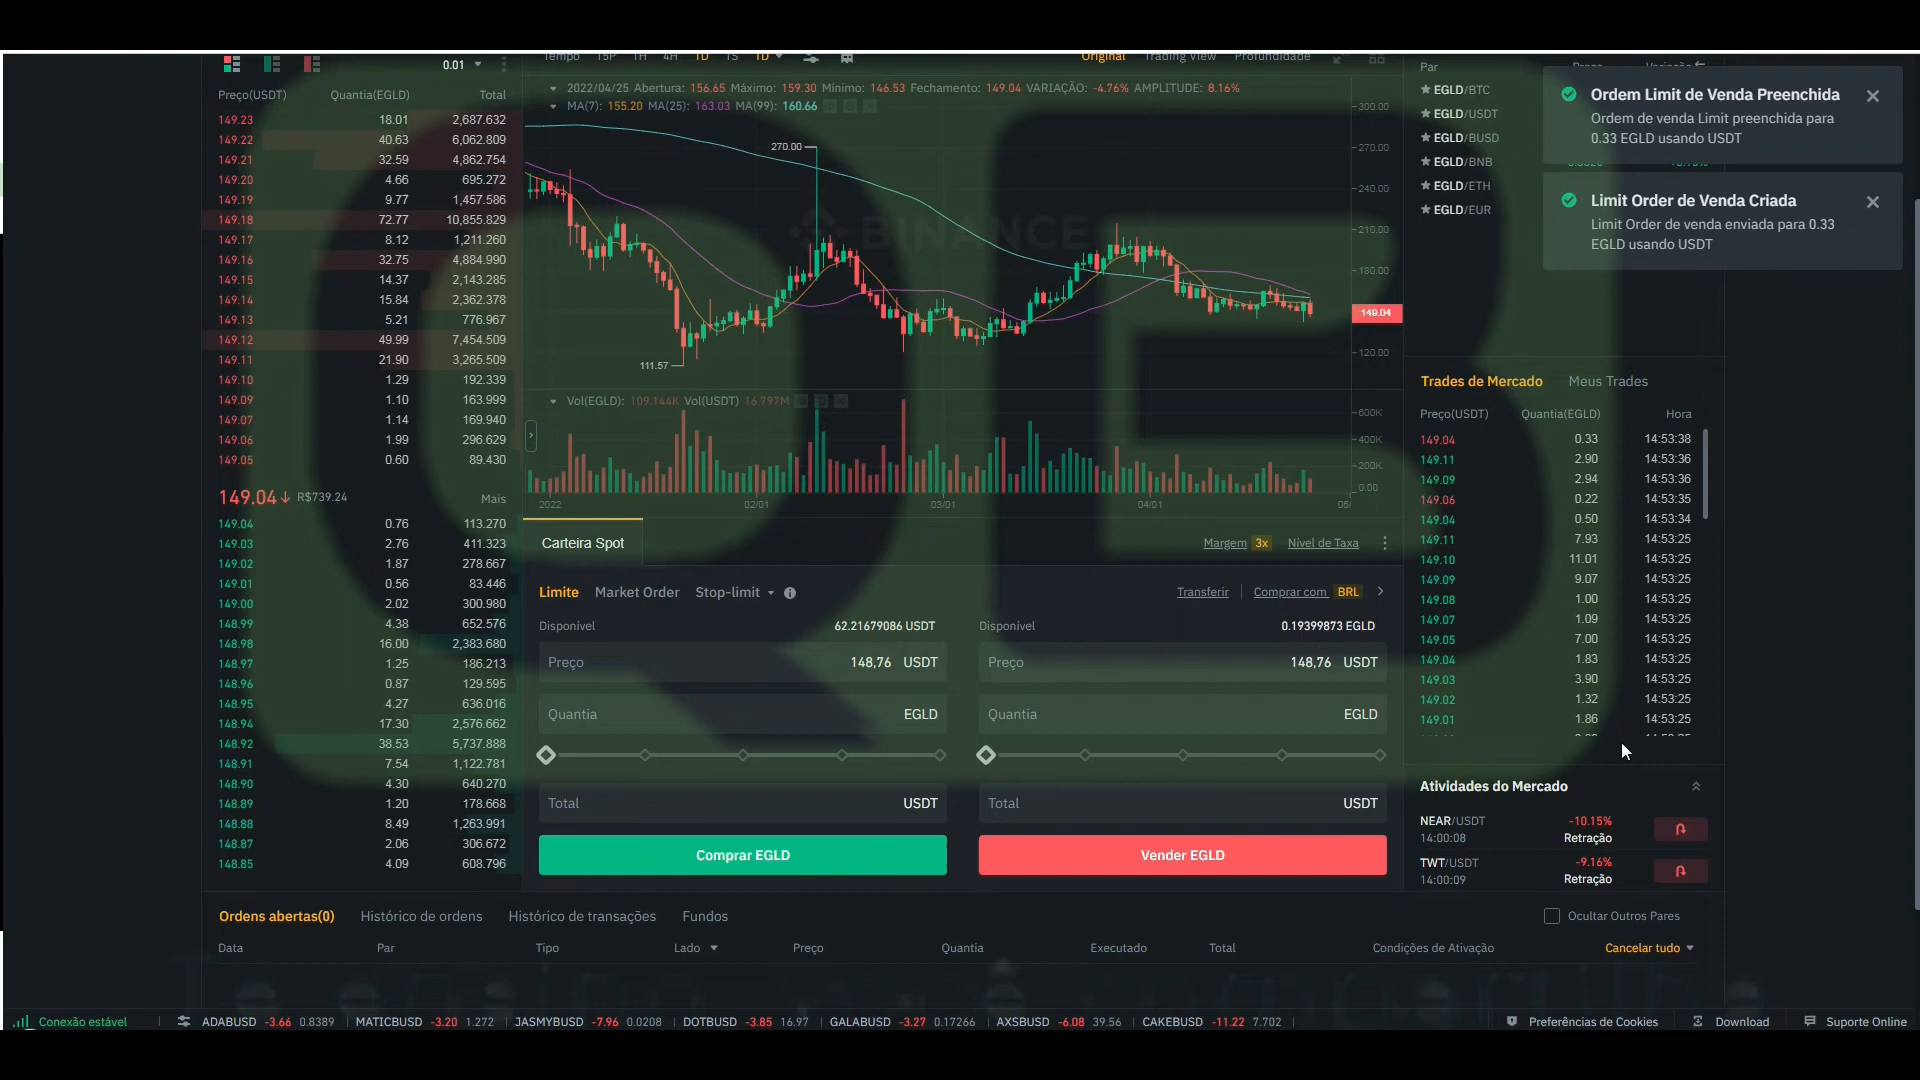 Tempo 15P 1H 4H 1D 1S 1D Original Trading View Profundidade
0.01
Preço(USDT) Quantia(EGLD) Total
149.23 18.01 2,687.632
149.22 40.63 6,062.809
149.21 32.59 4,862.754
149.20 4.66 695.272
149.19 9.77 1,457.586
149.18 72.77 10,855.829
149.17 8.12 1,211.260
149.16 32.75 4,884.990
149.15 14.37 2,143.285
149.14 15.84 2,362.378
149.13 5.21 776.967
149.12 49.99 7,454.509
149.11 21.90 3,265.509
149.10 1.29 192.339
149.09 1.10 163.999
149.07 1.14 169.940
149.06 1.99 296.629
149.05 0.60 89.430
149.04↓ R$739.24 Mais
149.04 0.76 113.270
149.03 2.76 411.323
149.02 1.87 278.667
149.01 0.56 83.446
149.00 2.02 300.980
148.99 4.38 652.576
148.98 16.00 2,383.680
148.97 1.25 186.213
148.96 0.87 129.595
148.95 4.27 636.016
148.94 17.30 2,576.662
148.92 38.53 5,737.888
148.91 7.54 1,122.781
148.90 4.30 640.270
148.89 1.20 178.668
148.88 8.49 1,263.991
148.87 2.06 306.672
148.85 4.09 608.796
2022/04/25 Abertura: 156.65 Máximo: 159.30 Mínimo: 146.53 Fechamento: 149.04 VARIAÇÃO: -4.76% AMPLITUDE: 8.16%
MA(7): 155.20 MA(25): 163.03 MA(99): 160.66
300.00
270.00
270.00
240.00
BINANCE
210.00
180.00
149.04
120.00
111.57
Vol(EGLD): 109.144K Vol(USDT) 16.797M
600K
400K
200K
0.00
2022 02/01 03/01 04/01 05/
Carteira Spot
Margem 3x Nível de Taxa
Limite Market Order Stop-limit
Transferir Comprar com BRL
Disponível 62.21679086 USDT
Preço 148,76 USDT
Quantia EGLD
Total USDT
Comprar EGLD
Disponível 0.19399873 EGLD
Preço 148,76 USDT
Quantia EGLD
Total USDT
Vender EGLD
Par Preço Variação
EGLD/BTC
EGLD/USDT
EGLD/BUSD
EGLD/BNB
EGLD/ETH
EGLD/EUR
Ordem Limit de Venda Preenchida
Ordem de venda Limit preenchida para
0.33 EGLD usando USDT
Limit Order de Venda Criada
Limit Order de venda enviada para 0.33
EGLD usando USDT
Trades de Mercado Meus Trades
Preço(USDT) Quantia(EGLD) Hora
149.04 0.33 14:53:38
149.11 2.90 14:53:36
149.09 2.94 14:53:36
149.06 0.22 14:53:35
149.04 0.50 14:53:34
149.11 7.93 14:53:25
149.10 11.01 14:53:25
149.09 9.07 14:53:25
149.08 1.00 14:53:25
149.07 1.09 14:53:25
149.05 7.00 14:53:25
149.04 1.83 14:53:25
149.03 3.90 14:53:25
149.02 1.32 14:53:25
149.01 1.86 14:53:25
Atividades do Mercado
NEAR/USDT -10.15%
14:00:08 Retração
TWT/USDT -9.16%
14:00:09 Retração
Ordens abertas(0) Histórico de ordens Histórico de transações Fundos
Ocultar Outros Pares
Data Par Tipo Lado Preço Quantia Executado Total Condições de Ativação Cancelar tudo
Conexão estável ADABUSD -3.66 0.8389 MATICBUSD -3.20 1.272 JASMYBUSD -7.96 0.0208 DOTBUSD -3.85 16.97 GALABUSD -3.27 0.17266 AXSBUSD -6.08 39.56 CAKEBUSD -11.22 7.702 Preferências de Cookies Download Suporte Online